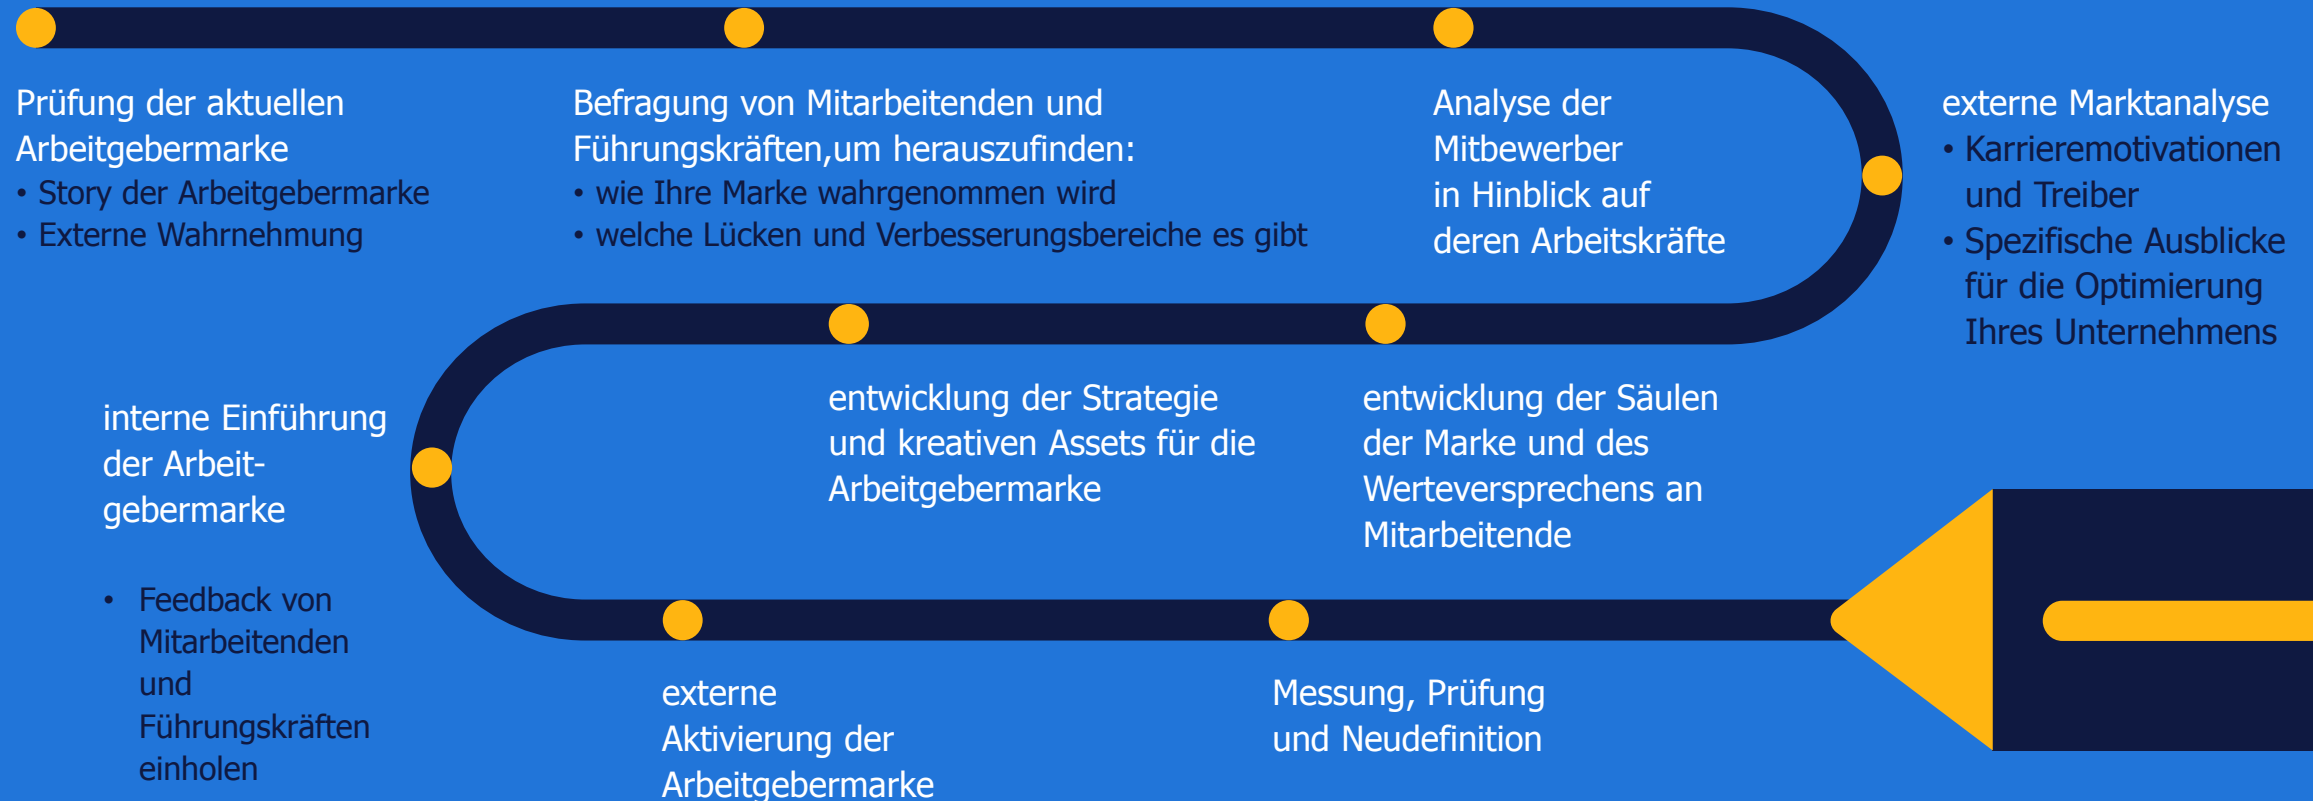 Prüfung der aktuellen
Arbeitgebermarke
• Story der Arbeitgebermarke
• Externe Wahrnehmung
Befragung von Mitarbeitenden und
Führungskräften,um herauszufinden:
• wie Ihre Marke wahrgenommen wird
• welche Lücken und Verbesserungsbereiche es gibt
Analyse der
Mitbewerber
in Hinblick auf
deren Arbeitskräfte
externe Marktanalyse
• Karrieremotivationen
und Treiber
• Spezifische Ausblicke
für die Optimierung
Ihres Unternehmens
entwicklung der Säulen
der Marke und des
Werteversprechens an
Mitarbeitende
entwicklung der Strategie
und kreativen Assets für die
Arbeitgebermarke
interne Einführung
der Arbeit-
gebermarke
• Feedback von
Mitarbeitenden
und
Führungskräften
einholen
externe
Aktivierung der
Arbeitgebermarke
Messung, Prüfung
und Neudefinition